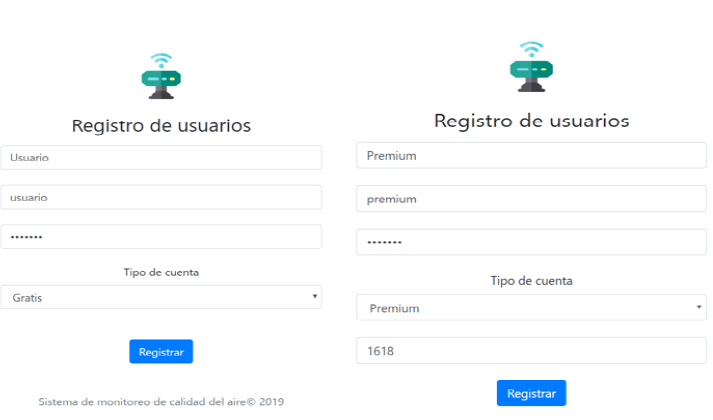 Registro de usuarios
Usuario
usuario
•••••••
Tipo de cuenta
Gratis
Registrar
Sistema de monitoreo de calidad del aire© 2019
Registro de usuarios
Premium
premium
•••••••
Tipo de cuenta
Premium
1618
Registrar